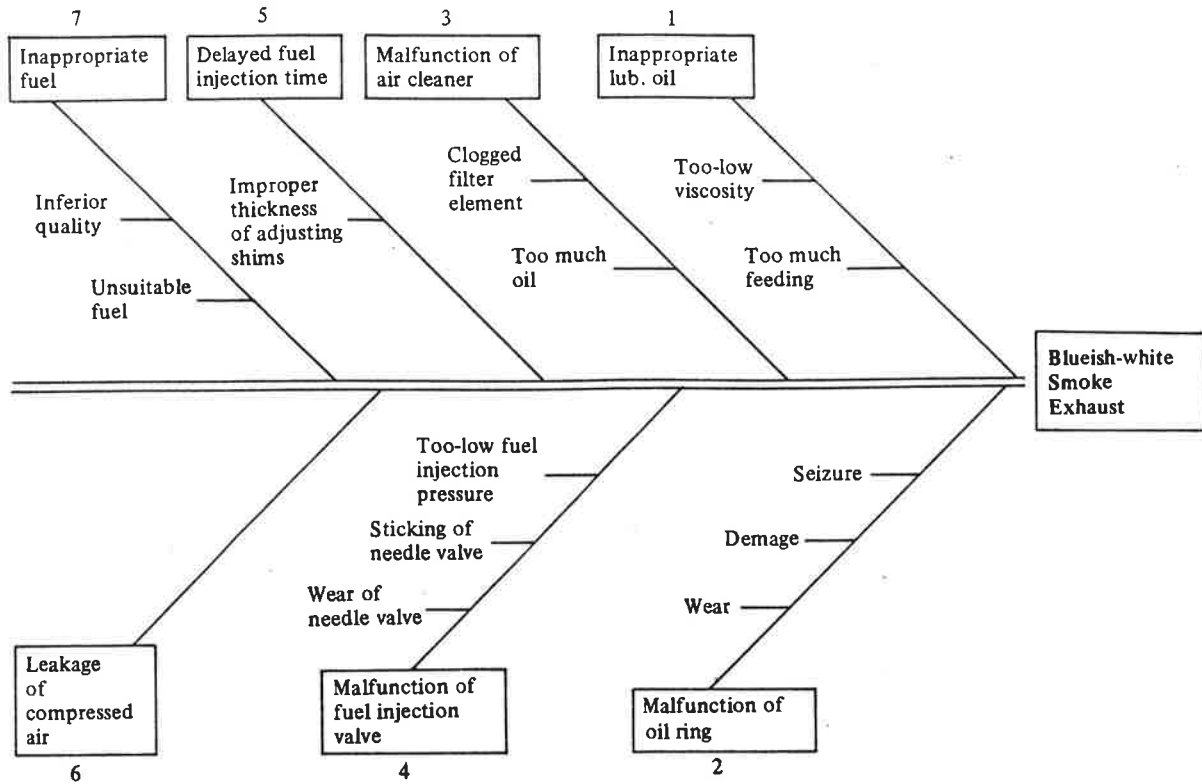 7
5
3
1
Inappropriate
fuel
Delayed fuel
injection time
Malfunction of
air cleaner
Inappropriate
lub. oil
Inferior
quality
Unsuitable
fuel
Improper
thickness
of adjusting
shims
Clogged
filter
element
Too much
oil
Too-low
viscosity
Too much
feeding
Blueish-white
Smoke
Exhaust
Too-low fuel
injection
pressure
Sticking of
needle valve
Wear of
needle valve
Seizure
Demage
Wear
Leakage
of
compressed
air
Malfunction of
fuel injection
valve
Malfunction of
oil ring
6
4
2